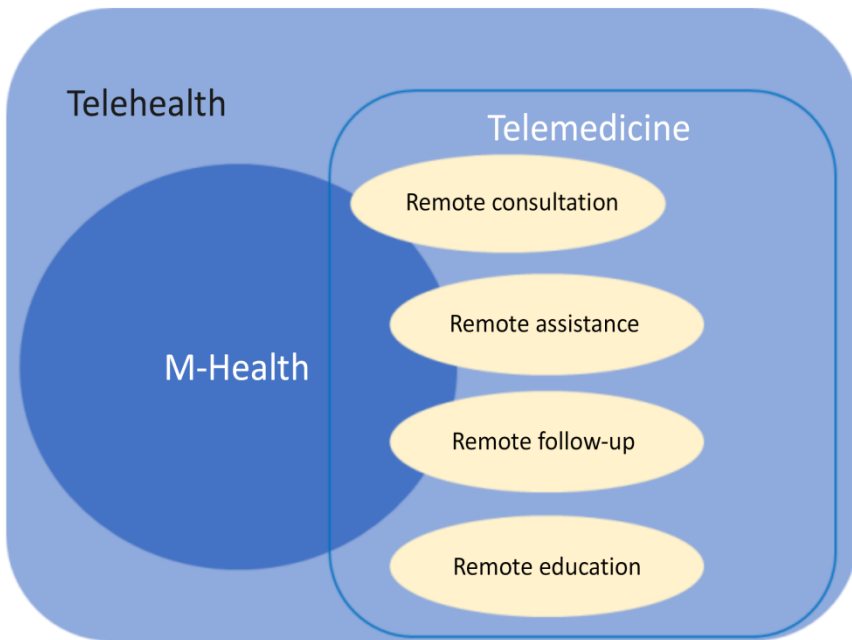 Telehealth
Telemedicine
Remote consultation
Remote assistance
M-Health
Remote follow-up
Remote education